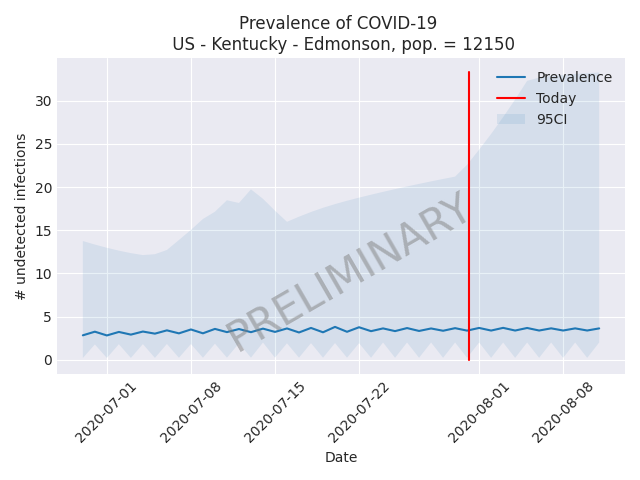 Prevalence of COVID-19
US - Kentucky - Edmonson, pop. = 12150
Prevalence
Today
95CI
# undetected infections
30
25
20
15
10
5
0
PRELIMINARY
2020-07-01
2020-07-08
2020-07-15
2020-07-22
2020-08-01
2020-08-08
Date